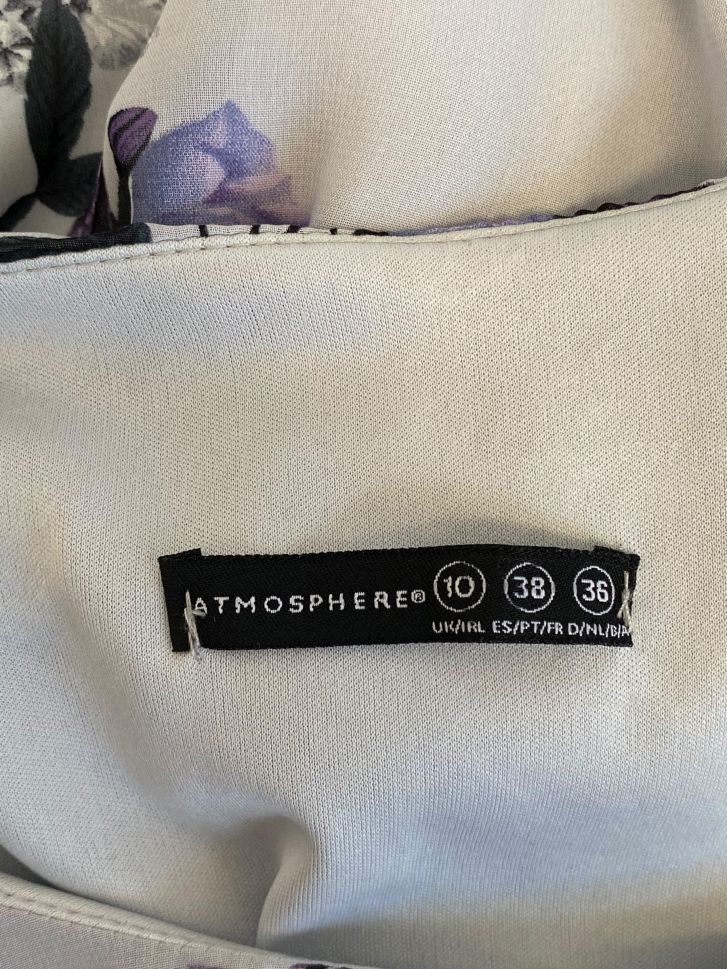 ATMOSPHERE® 10 38 36
UK/IRL ES/PT/FR D/NL/B/A